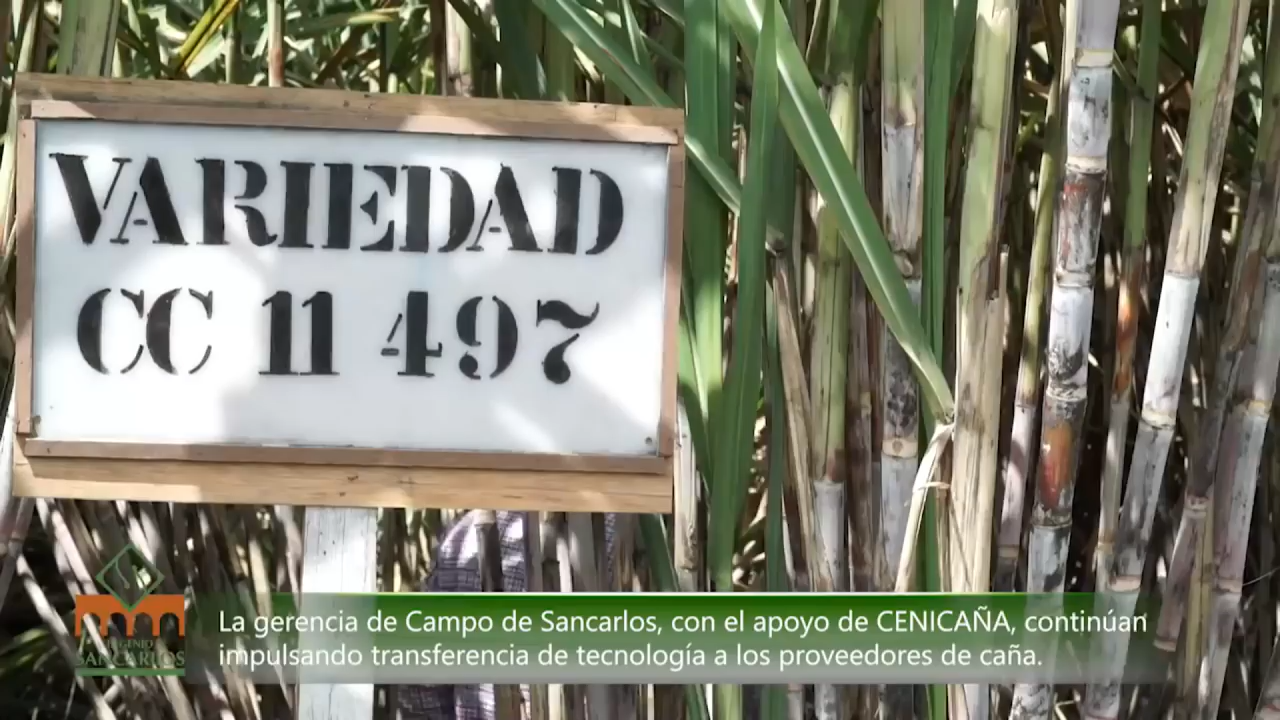 VARIEDAD
CC 11 497
INGENIO
SANCARLOS
La gerencia de Campo de Sancarlos, con el apoyo de CENICAÑA, continúan
impulsando transferencia de tecnología a los proveedores de caña.